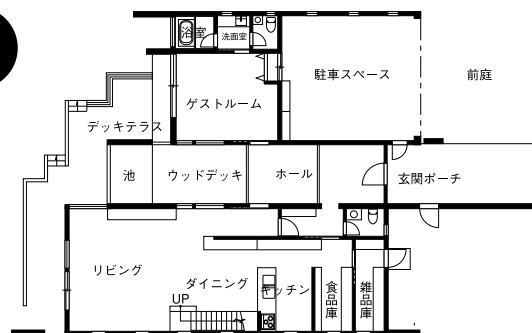 浴室
洗面室
駐車スペース
前庭
ゲストルーム
デッキテラス
池
ウッドデッキ
ホール
玄関ポーチ
リビング
ダイニング
キッチン
食品庫
雑品庫
UP